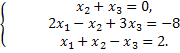 x₂ + x₃ = 0,
2x₁ − x₂ + 3x₃ = −8
x₁ + x₂ − x₃ = 2.